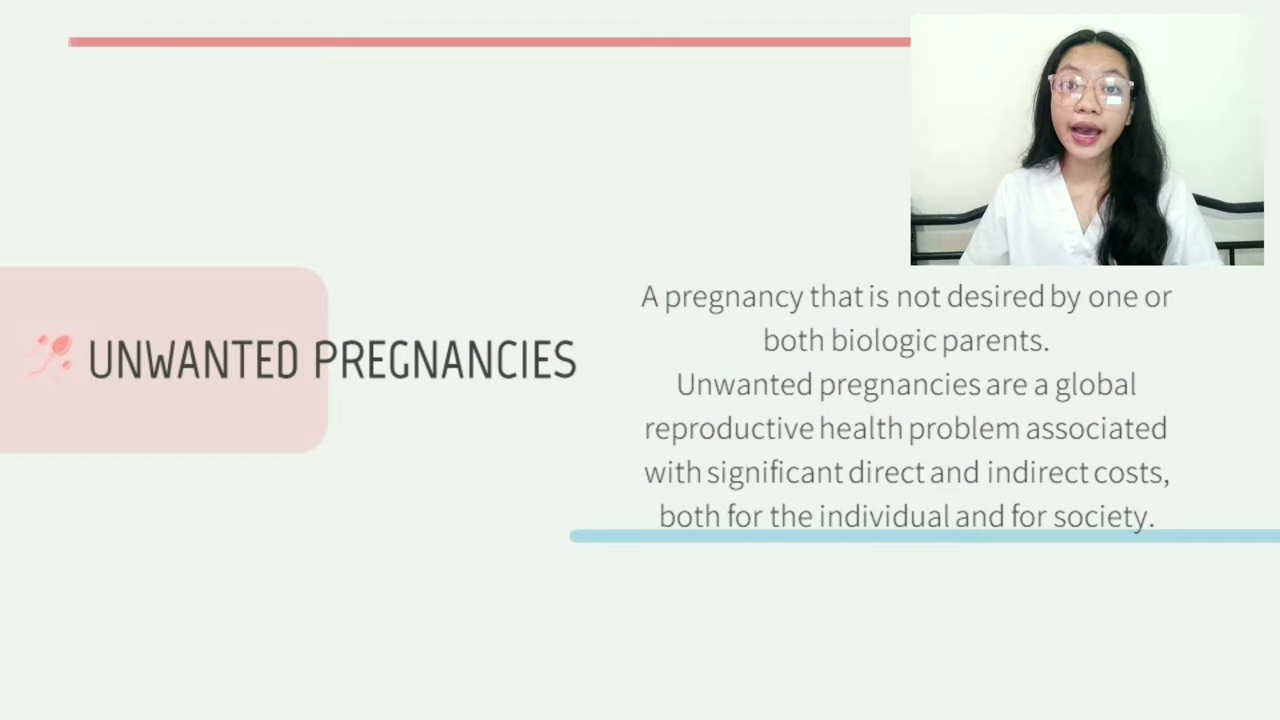 UNWANTED PREGNANCIES
A pregnancy that is not desired by one or
both biologic parents.
Unwanted pregnancies are a global
reproductive health problem associated
with significant direct and indirect costs,
both for the individual and for society.